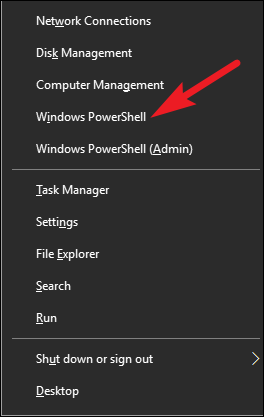 Network Connections
Disk Management
Computer Management
Windows PowerShell
Windows PowerShell (Admin)
Task Manager
Settings
File Explorer
Search
Run
Shut down or sign out
Desktop